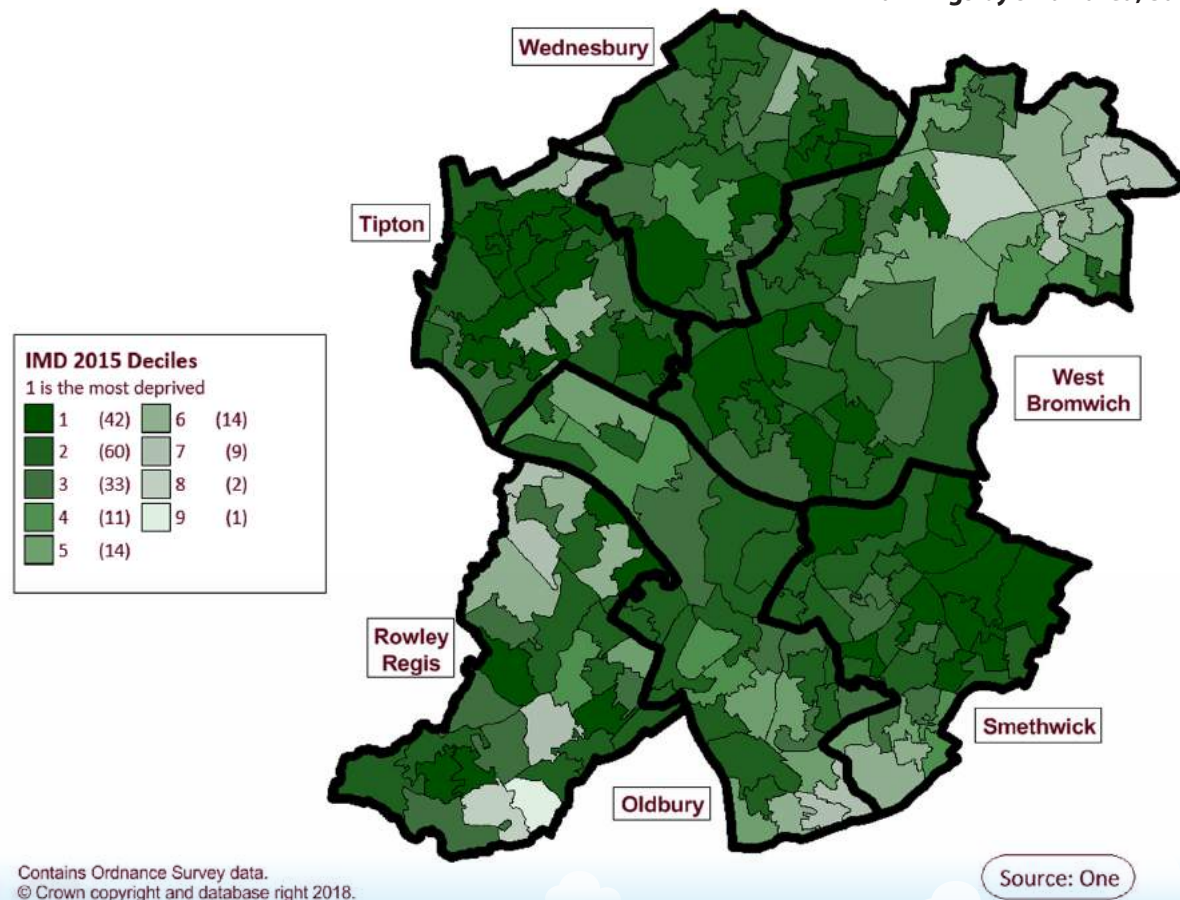 Wednesbury
Tipton
IMD 2015 Deciles
1 is the most deprived
1 (42) 6 (14)
2 (60) 7 (9)
3 (33) 8 (2)
4 (11) 9 (1)
5 (14)
West
Bromwich
Rowley
Regis
Smethwick
Oldbury
Contains Ordnance Survey data.
© Crown copyright and database right 2018.
Source: One